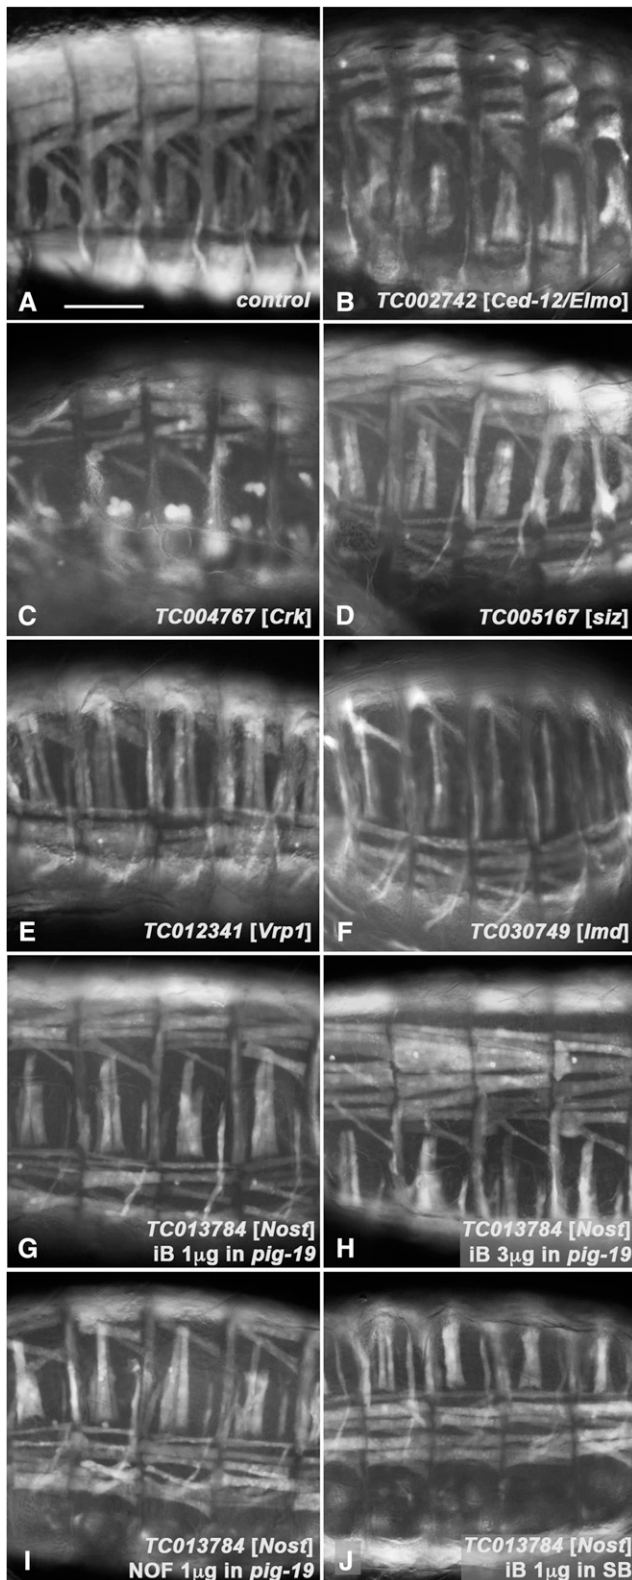 A
control
B
TC002742 [Ced-12/Elmo]
C
TC004767 [Crk]
D
TC005167 [siz]
E
TC012341 [Vrp1]
F
TC030749 [lmd]
G
TC013784 [Nost]
iB 1µg in pig-19
H
TC013784 [Nost]
iB 3µg in pig-19
I
TC013784 [Nost]
NOF 1µg in pig-19
J
TC013784 [Nost]
iB 1µg in SB